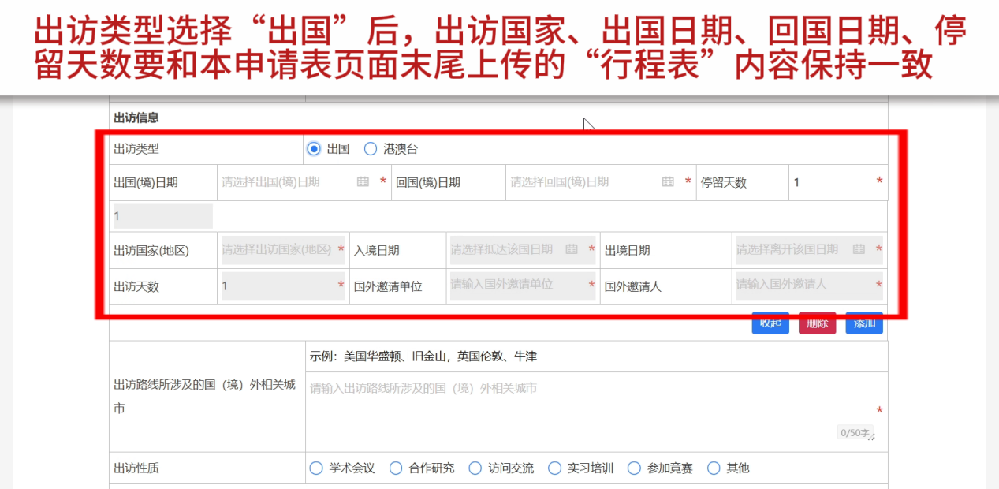 出访类型选择“出国”后，出访国家、出国日期、回国日期、停
留天数要和本申请表页面末尾上传的“行程表”内容保持一致
出访信息
出访类型 出国 港澳台
出国(境)日期 请选择出国(境)日期 * 回国(境)日期 请选择回国(境)日期 * 停留天数 1 *
1
出访国家(地区) 请选择出访国家(地区) * 入境日期 请选择抵达该国日期 * 出境日期 请选择离开该国日期 *
出访天数 1 * 国外邀请单位 请输入国外邀请单位 * 国外邀请人 请输入国外邀请人 *
收起 删除 添加
示例：美国华盛顿、旧金山，英国伦敦、牛津
出访路线所涉及的国（境）外相关城
市
请输入出访路线所涉及的国（境）外相关城市
*
0/50字
出访性质 学术会议 合作研究 访问交流 实习培训 参加竞赛 其他